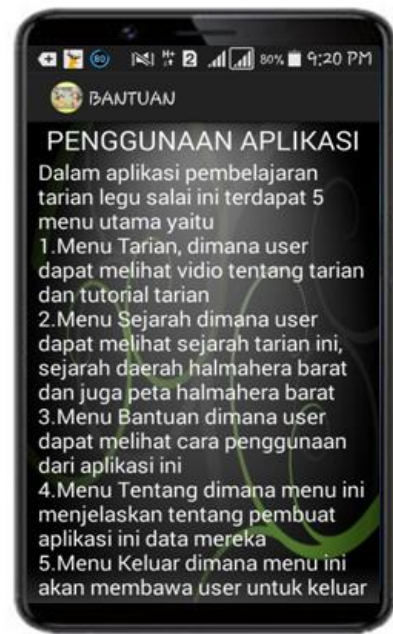 80% 9:20 PM
BANTUAN
PENGGUNAAN APLIKASI
Dalam aplikasi pembelajaran
tarian legu salai ini terdapat 5
menu utama yaitu
1.Menu Tarian, dimana user
dapat melihat vidio tentang tarian
dan tutorial tarian
2.Menu Sejarah dimana user
dapat melihat sejarah tarian ini,
sejarah daerah halmahera barat
dan juga peta halmahera barat
3.Menu Bantuan dimana user
dapat melihat cara penggunaan
dari aplikasi ini
4.Menu Tentang dimana menu ini
menjelaskan tentang pembuat
aplikasi ini data mereka
5.Menu Keluar dimana menu ini
akan membawa user untuk keluar